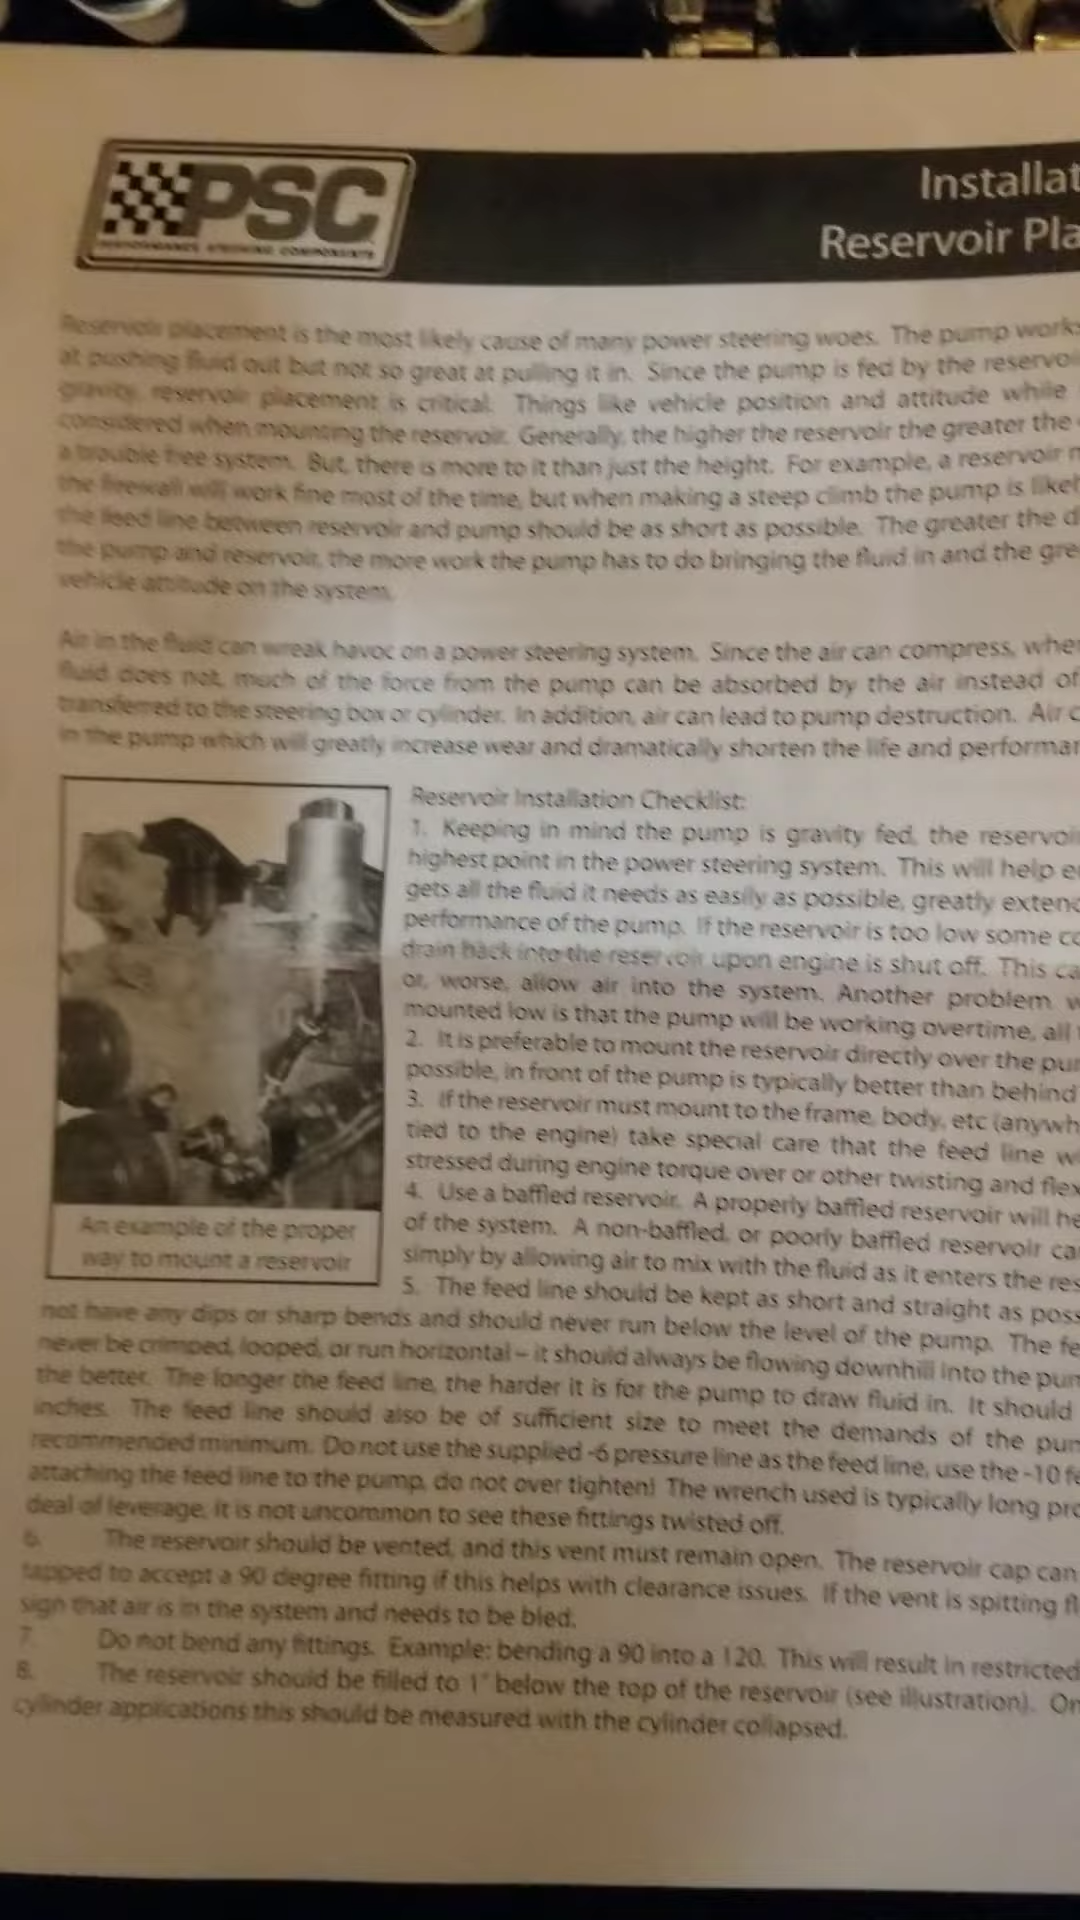 PSC
PERFORMANCE STEERING COMPONENTS
Installat
Reservoir Pla
Reservoir placement is the most likely cause of many power steering woes. The pump works
at pushing fluid out but not so great at pulling it in. Since the pump is fed by the reservoi
gravity, reservoir placement is critical. Things like vehicle position and attitude while
considered when mounting the reservoir. Generally, the higher the reservoir the greater the
a trouble free system. But, there is more to it than just the height. For example, a reservoir m
the firewall will work fine most of the time, but when making a steep climb the pump is likel
the feed line between reservoir and pump should be as short as possible. The greater the d
the pump and reservoir, the more work the pump has to do bringing the fluid in and the gre
vehicle attitude on the system.
Air in the fluid can wreak havoc on a power steering system. Since the air can compress, wher
fluid does not, much of the force from the pump can be absorbed by the air instead of
transferred to the steering box or cylinder. In addition, air can lead to pump destruction. Air c
in the pump which will greatly increase wear and dramatically shorten the life and performan
Reservoir Installation Checklist:
1. Keeping in mind the pump is gravity fed, the reservoir
highest point in the power steering system. This will help e
gets all the fluid it needs as easily as possible, greatly extend
performance of the pump. If the reservoir is too low some co
drain back into the reservoir upon engine is shut off. This ca
or, worse, allow air into the system. Another problem w
mounted low is that the pump will be working overtime, all
2. It is preferable to mount the reservoir directly over the pum
possible, in front of the pump is typically better than behind
3. If the reservoir must mount to the frame, body, etc (anywh
tied to the engine) take special care that the feed line w
stressed during engine torque over or other twisting and flex
4. Use a baffled reservoir. A properly baffled reservoir will he
of the system. A non-baffled, or poorly baffled reservoir ca
simply by allowing air to mix with the fluid as it enters the res
An example of the proper
way to mount a reservoir
5. The feed line should be kept as short and straight as poss
not have any dips or sharp bends and should never run below the level of the pump. The fe
never be crimped, looped, or run horizontal – it should always be flowing downhill into the pum
the better. The longer the feed line, the harder it is for the pump to draw fluid in. It should
inches. The feed line should also be of sufficient size to meet the demands of the pum
recommended minimum. Do not use the supplied -6 pressure line as the feed line, use the -10 fe
attaching the feed line to the pump, do not over tighten! The wrench used is typically long pro
deal of leverage, it is not uncommon to see these fittings twisted off.
6. The reservoir should be vented, and this vent must remain open. The reservoir cap can
tapped to accept a 90 degree fitting if this helps with clearance issues. If the vent is spitting fl
sign that air is in the system and needs to be bled.
7. Do not bend any fittings. Example: bending a 90 into a 120. This will result in restricted
8. The reservoir should be filled to 1" below the top of the reservoir (see illustration). On
cylinder applications this should be measured with the cylinder collapsed.